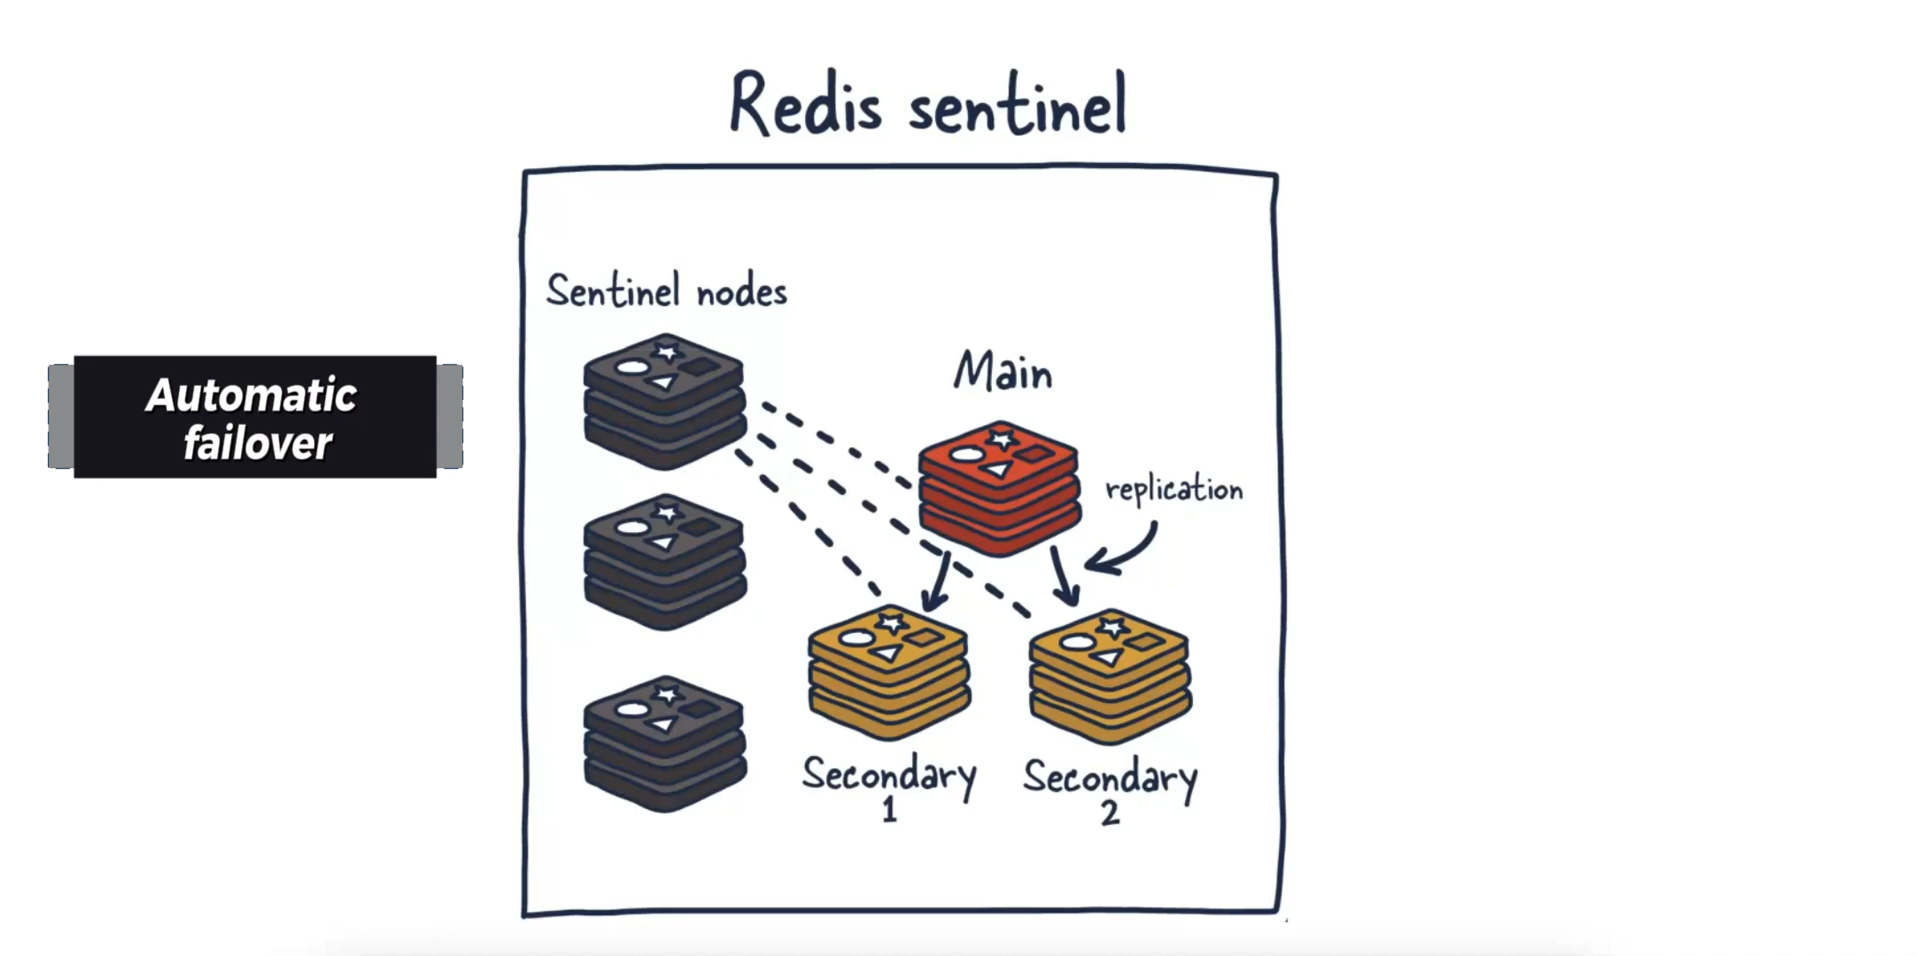 Redis sentinel
Sentinel nodes
Main
Automatic
failover
replication
Secondary
1
Secondary
2